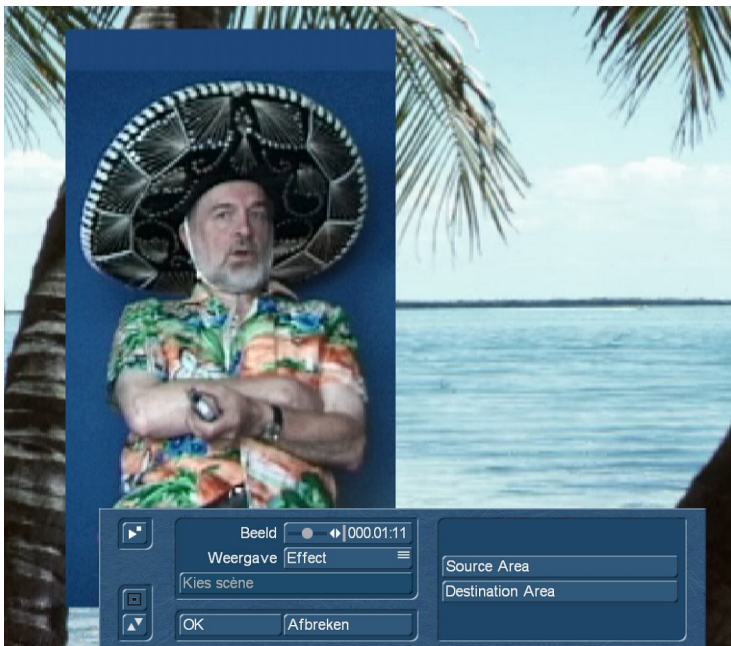 Beeld 000.01:11
Weergave Effect
Kies scène
OK Afbreken
Source Area
Destination Area